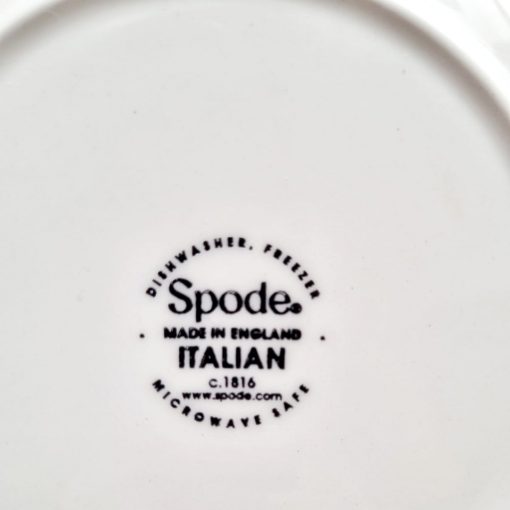 DISHWASHER, FREEZER
Spode®
MADE IN ENGLAND
ITALIAN
c.1816
www.spode.com
MICROWAVE SAFE